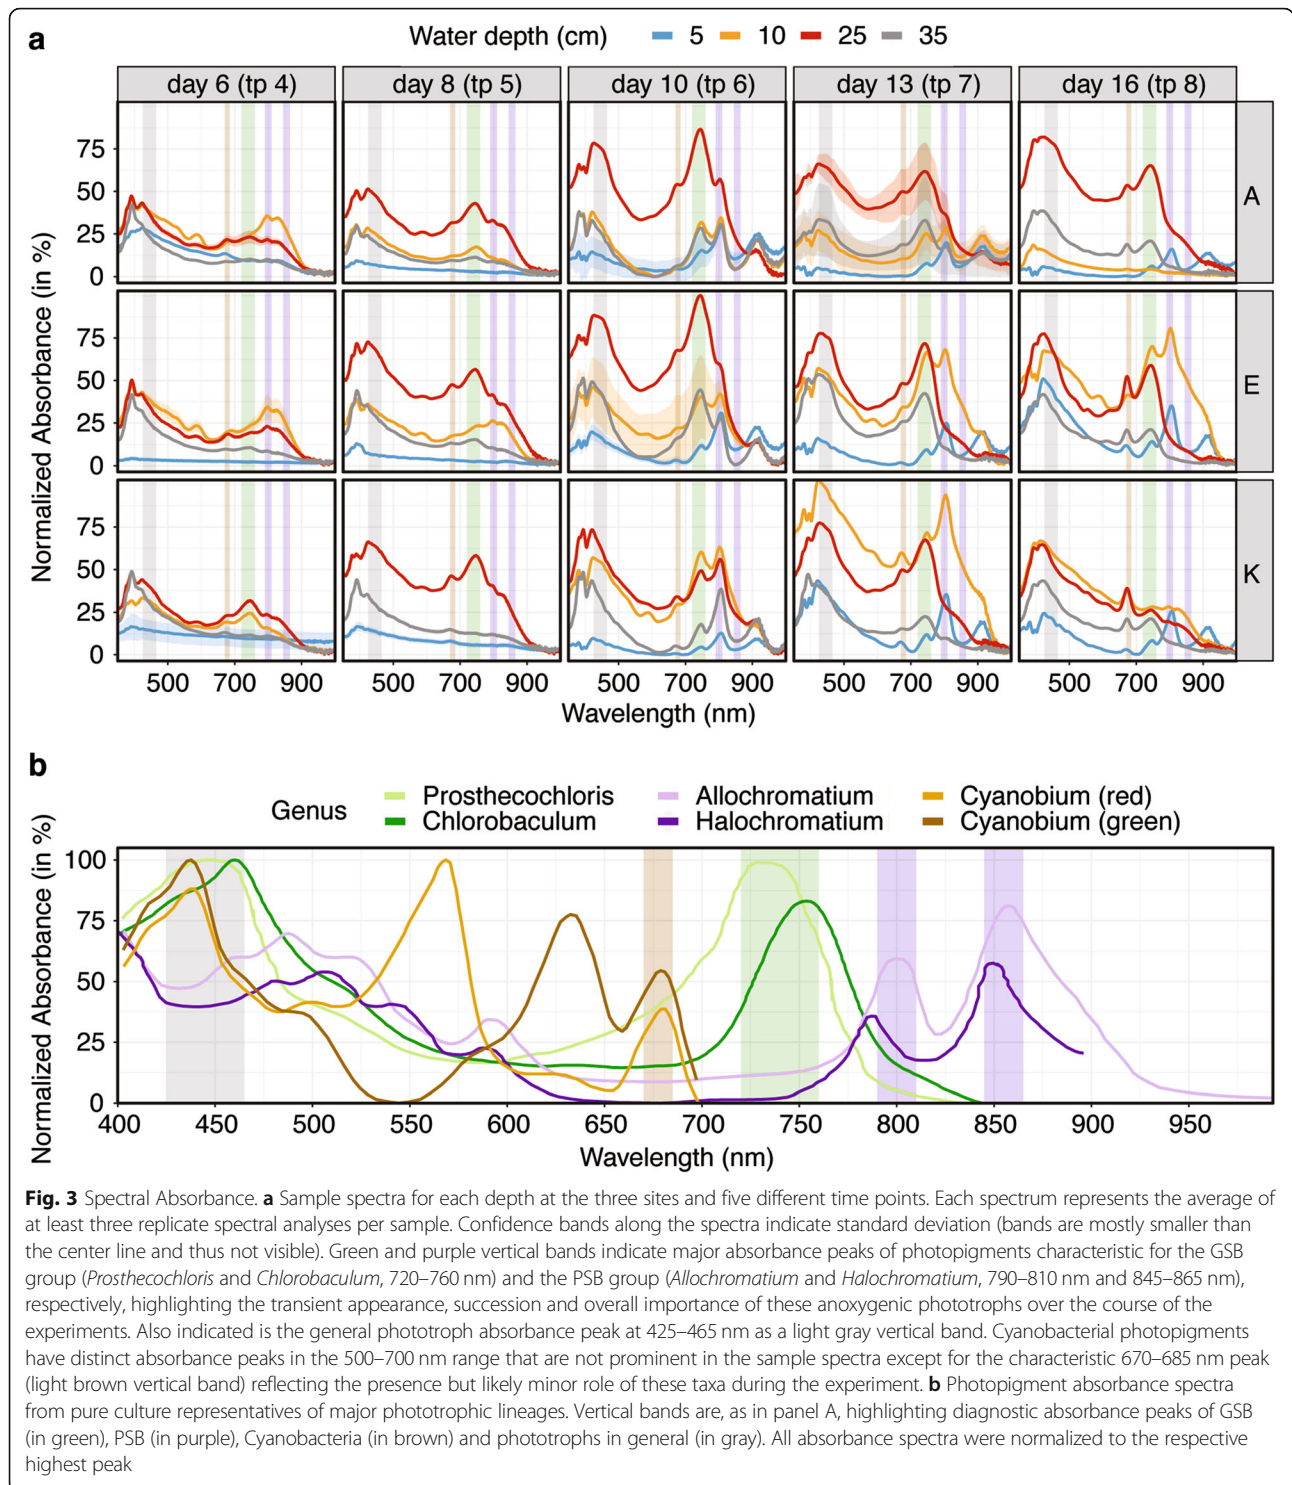 a
Water depth (cm) 5 10 25 35
day 6 (tp 4) day 8 (tp 5) day 10 (tp 6) day 13 (tp 7) day 16 (tp 8)
75
50
25
0
A
75
50
25
0
E
75
50
25
0
K
Normalized Absorbance (in %)
500 700 900 500 700 900 500 700 900 500 700 900 500 700 900
Wavelength (nm)
b
Genus
Prosthecochloris Allochromatium Cyanobium (red)
Chlorobaculum Halochromatium Cyanobium (green)
Normalized Absorbance (in %)
100
75
50
25
0
400 450 500 550 600 650 700 750 800 850 900 950
Wavelength (nm)
Fig. 3 Spectral Absorbance. a Sample spectra for each depth at the three sites and five different time points. Each spectrum represents the average of
at least three replicate spectral analyses per sample. Confidence bands along the spectra indicate standard deviation (bands are mostly smaller than
the center line and thus not visible). Green and purple vertical bands indicate major absorbance peaks of photopigments characteristic for the GSB
group (Prosthecochloris and Chlorobaculum, 720–760 nm) and the PSB group (Allochromatium and Halochromatium, 790–810 nm and 845–865 nm),
respectively, highlighting the transient appearance, succession and overall importance of these anoxygenic phototrophs over the course of the
experiments. Also indicated is the general phototroph absorbance peak at 425–465 nm as a light gray vertical band. Cyanobacterial photopigments
have distinct absorbance peaks in the 500–700 nm range that are not prominent in the sample spectra except for the characteristic 670–685 nm peak
(light brown vertical band) reflecting the presence but likely minor role of these taxa during the experiment. b Photopigment absorbance spectra
from pure culture representatives of major phototrophic lineages. Vertical bands are, as in panel A, highlighting diagnostic absorbance peaks of GSB
(in green), PSB (in purple), Cyanobacteria (in brown) and phototrophs in general (in gray). All absorbance spectra were normalized to the respective
highest peak